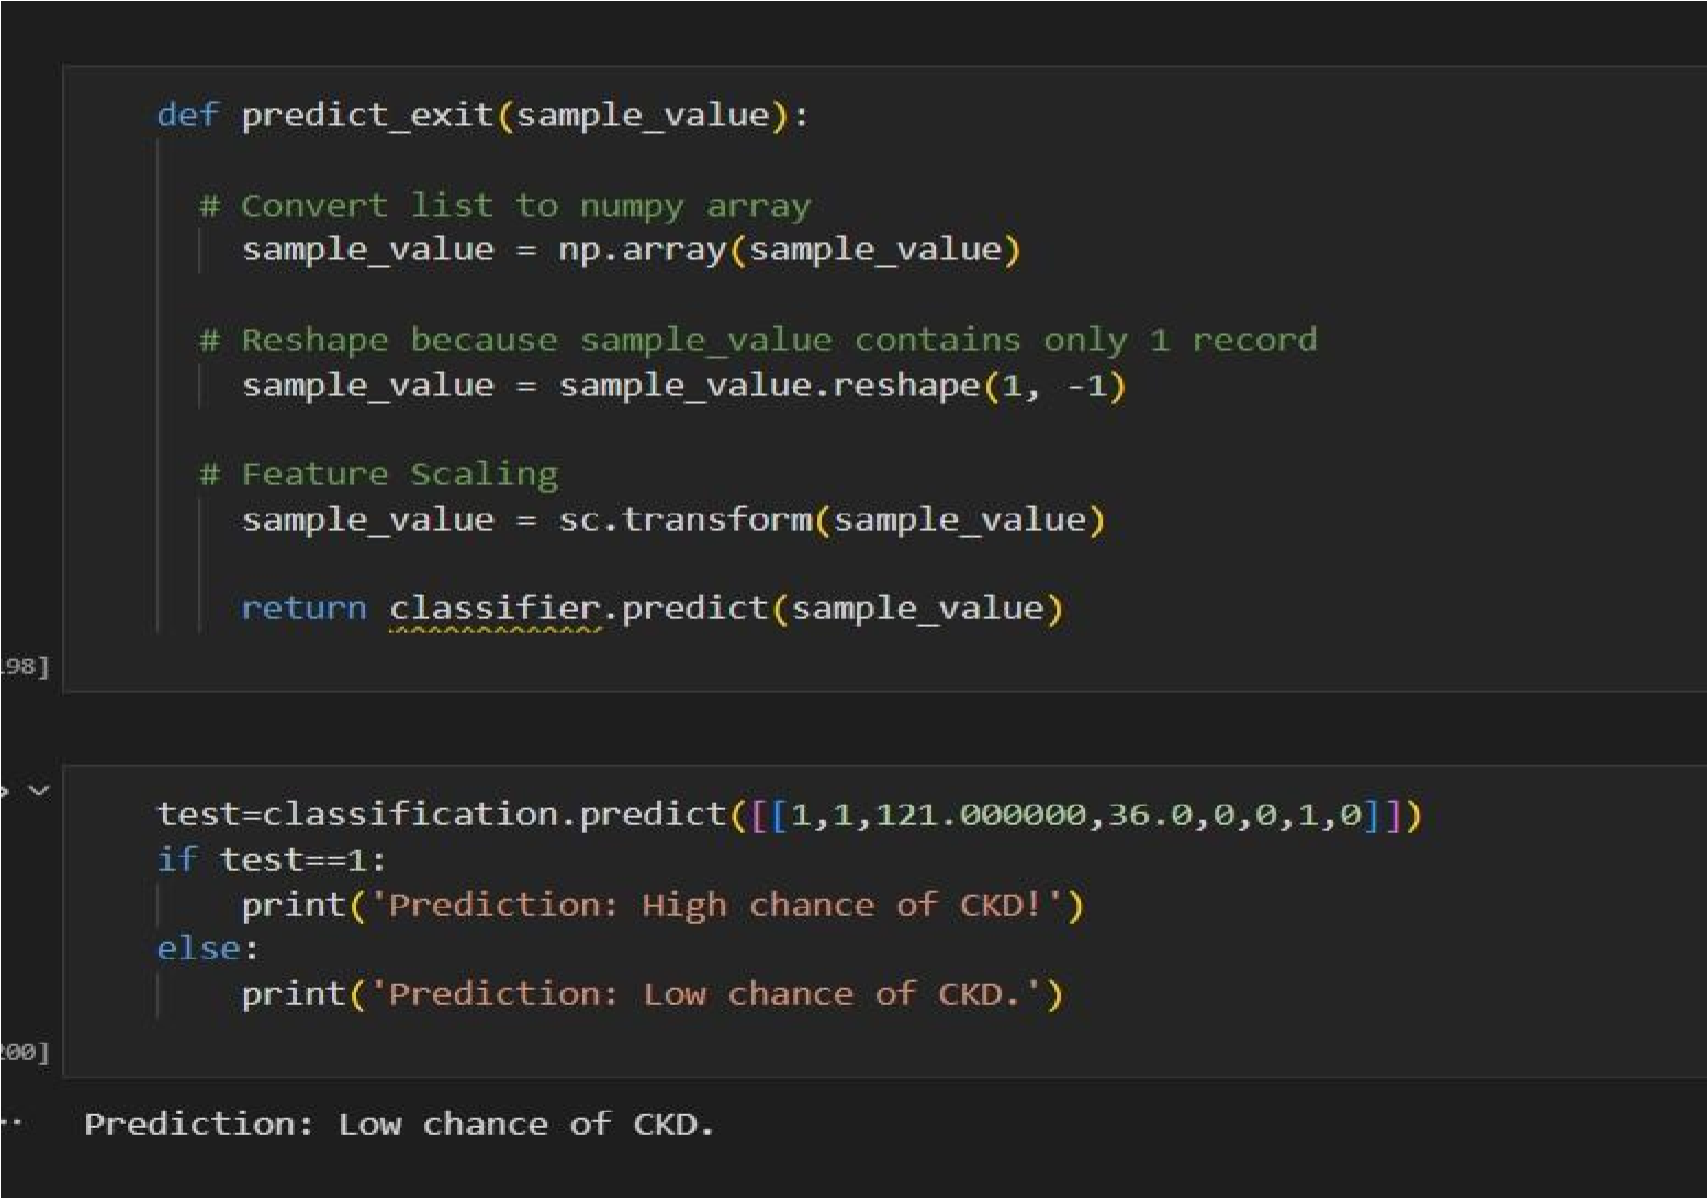 def predict_exit(sample_value):
# Convert list to numpy array
sample_value = np.array(sample_value)
# Reshape because sample_value contains only 1 record
sample_value = sample_value.reshape(1, -1)
# Feature Scaling
sample_value = sc.transform(sample_value)
return classifier.predict(sample_value)
98]
test=classification.predict([[1,1,121.000000,36.0,0,0,1,0]])
if test==1:
print('Prediction: High chance of CKD!')
else:
print('Prediction: Low chance of CKD.')
200]
Prediction: Low chance of CKD.